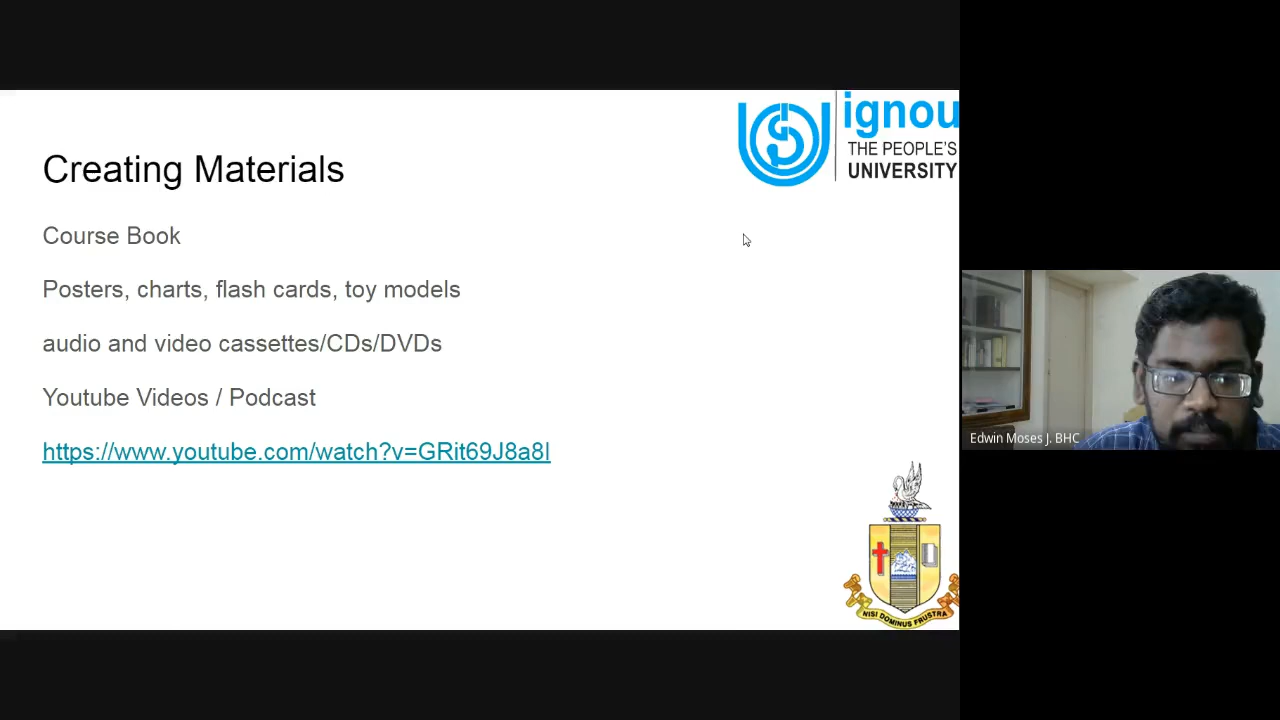 ignou
THE PEOPLE'S
UNIVERSITY
Creating Materials
Course Book
Posters, charts, flash cards, toy models
audio and video cassettes/CDs/DVDs
Youtube Videos / Podcast
https://www.youtube.com/watch?v=GRit69J8a8I
Edwin Moses J. BHC
NISI DOMINUS FRUSTRA